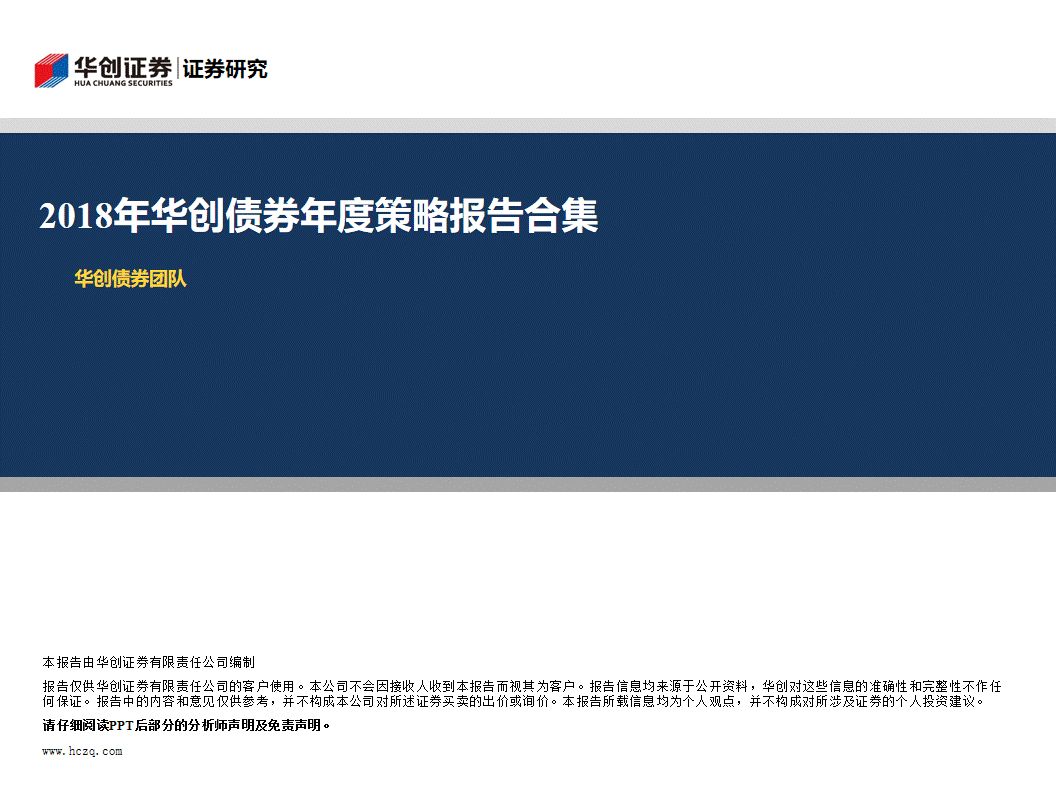 华创证券|证券研究
HUA CHUANG SECURITIES
2018年华创债券年度策略报告合集
华创债券团队
本报告由华创证券有限责任公司编制
报告仅供华创证券有限责任公司的客户使用。本公司不会因接收人收到本报告而视其为客户。报告信息均来源于公开资料，华创对这些信息的准确性和完整性不作任
何保证。报告中的内容和意见仅供参考，并不构成本公司对所述证券买卖的出价或询价。本报告所载信息均为个人观点，并不构成对所涉及证券的个人投资建议。
请仔细阅读PPT后部分的分析师声明及免责声明。
www.hczq.com